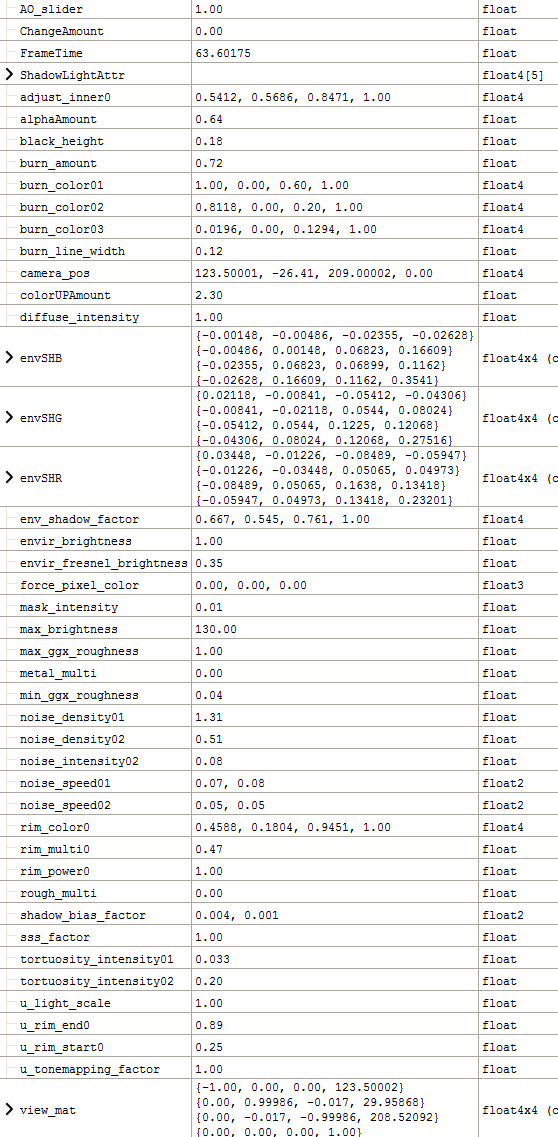 AO_slider 1.00 float
ChangeAmount 0.00 float
FrameTime 63.60175 float
ShadowLightAttr float4[5]
adjust_inner0 0.5412, 0.5686, 0.8471, 1.00 float4
alphaAmount 0.64 float
black_height 0.18 float
burn_amount 0.72 float
burn_color01 1.00, 0.00, 0.60, 1.00 float4
burn_color02 0.8118, 0.00, 0.20, 1.00 float4
burn_color03 0.0196, 0.00, 0.1294, 1.00 float4
burn_line_width 0.12 float
camera_pos 123.50001, -26.41, 209.00002, 0.00 float4
colorUPAmount 2.30 float
diffuse_intensity 1.00 float
{-0.00148, -0.00486, -0.02355, -0.02628}
{-0.00486, 0.00148, 0.06823, 0.16609}
envSHB float4x4 (c
{-0.02355, 0.06823, 0.06899, 0.1162}
{-0.02628, 0.16609, 0.1162, 0.3541}
{0.02118, -0.00841, -0.05412, -0.04306}
{-0.00841, -0.02118, 0.0544, 0.08024}
envSHG float4x4 (c
{-0.05412, 0.0544, 0.1225, 0.12068}
{-0.04306, 0.08024, 0.12068, 0.27516}
{0.03448, -0.01226, -0.08489, -0.05947}
{-0.01226, -0.03448, 0.05065, 0.04973}
envSHR float4x4 (c
{-0.08489, 0.05065, 0.1638, 0.13418}
{-0.05947, 0.04973, 0.13418, 0.23201}
env_shadow_factor 0.667, 0.545, 0.761, 1.00 float4
envir_brightness 1.00 float
envir_fresnel_brightness 0.35 float
force_pixel_color 0.00, 0.00, 0.00 float3
mask_intensity 0.01 float
max_brightness 130.00 float
max_ggx_roughness 1.00 float
metal_multi 0.00 float
min_ggx_roughness 0.04 float
noise_density01 1.31 float
noise_density02 0.51 float
noise_intensity02 0.08 float
noise_speed01 0.07, 0.08 float2
noise_speed02 0.05, 0.05 float2
rim_color0 0.4588, 0.1804, 0.9451, 1.00 float4
rim_multi0 0.47 float
rim_power0 1.00 float
rough_multi 0.00 float
shadow_bias_factor 0.004, 0.001 float2
sss_factor 1.00 float
tortuosity_intensity01 0.033 float
tortuosity_intensity02 0.20 float
u_light_scale 1.00 float
u_rim_end0 0.89 float
u_rim_start0 0.25 float
u_tonemapping_factor 1.00 float
{-1.00, 0.00, 0.00, 123.50002}
{0.00, 0.99986, -0.017, 29.95868}
view_mat float4x4 (c
{0.00, -0.017, -0.99986, 208.52092}
{0.00, 0.00, 0.00, 1.00}